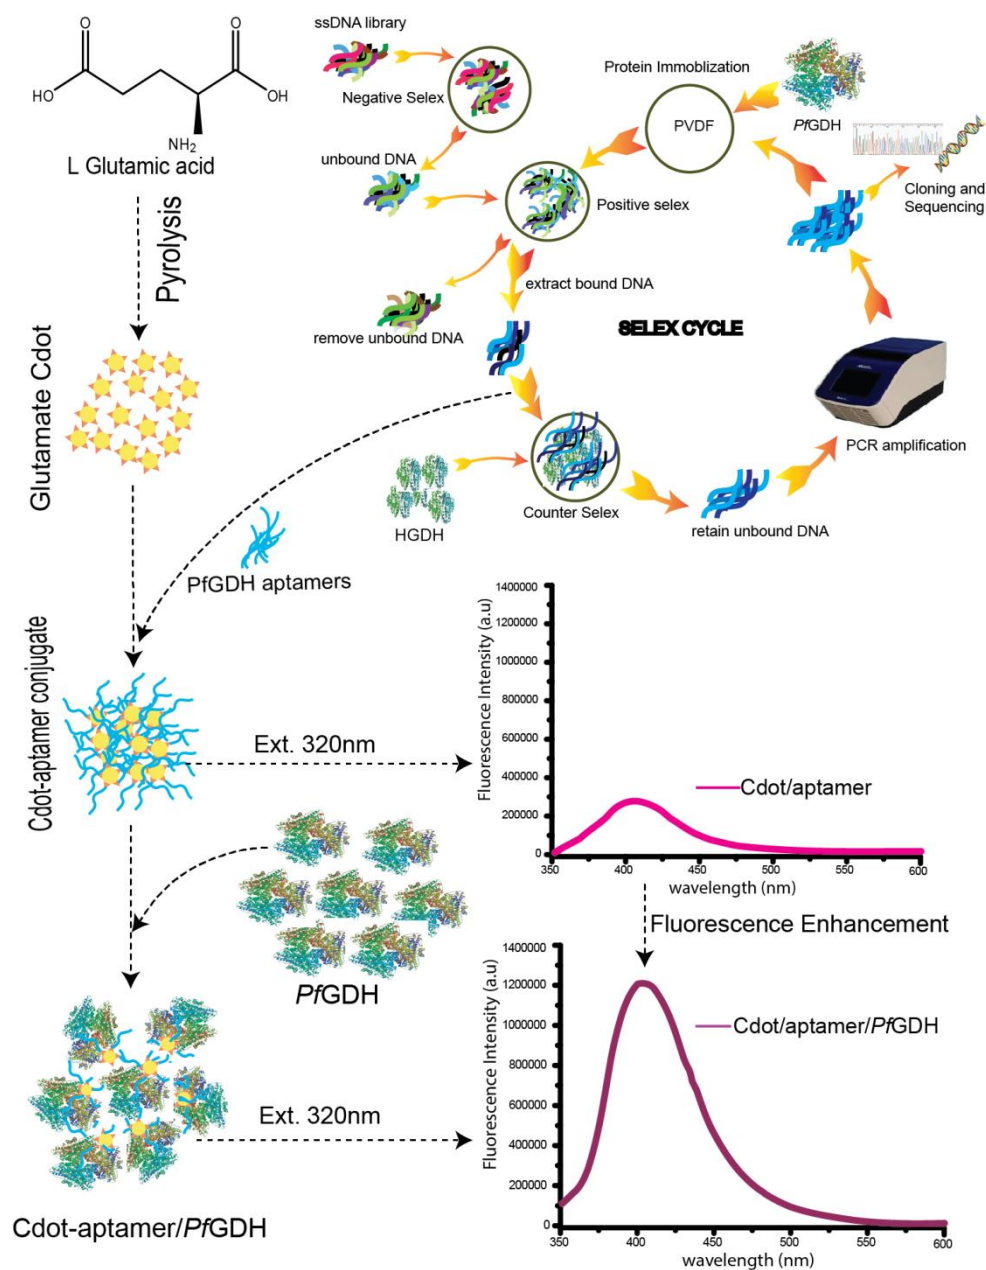 O
O
HO
OH
NH2
L Glutamic acid
Pyrolysis
Glutamate Cdot
ssDNA library
Negative Selex
unbound DNA
remove unbound DNA
Positive selex
extract bound DNA
Protein Immoblization
PVDF
PfGDH
Cloning and
Sequencing
SELEX CYCLE
PCR amplification
HGDH
Counter Selex
retain unbound DNA
PfGDH aptamers
Cdot-aptamer conjugate
Ext. 320nm
Fluorescence Intensity (a.u)
1400000
1200000
1000000
800000
600000
400000
200000
0
350
400
450
500
550
600
wavelength (nm)
Cdot/aptamer
Fluorescence Enhancement
PfGDH
Cdot-aptamer/PfGDH
Ext. 320nm
Fluorescence Intensity (a.u)
1400000
1200000
1000000
800000
600000
400000
200000
0
350
400
450
500
550
600
wavelength (nm)
Cdot/aptamer/PfGDH